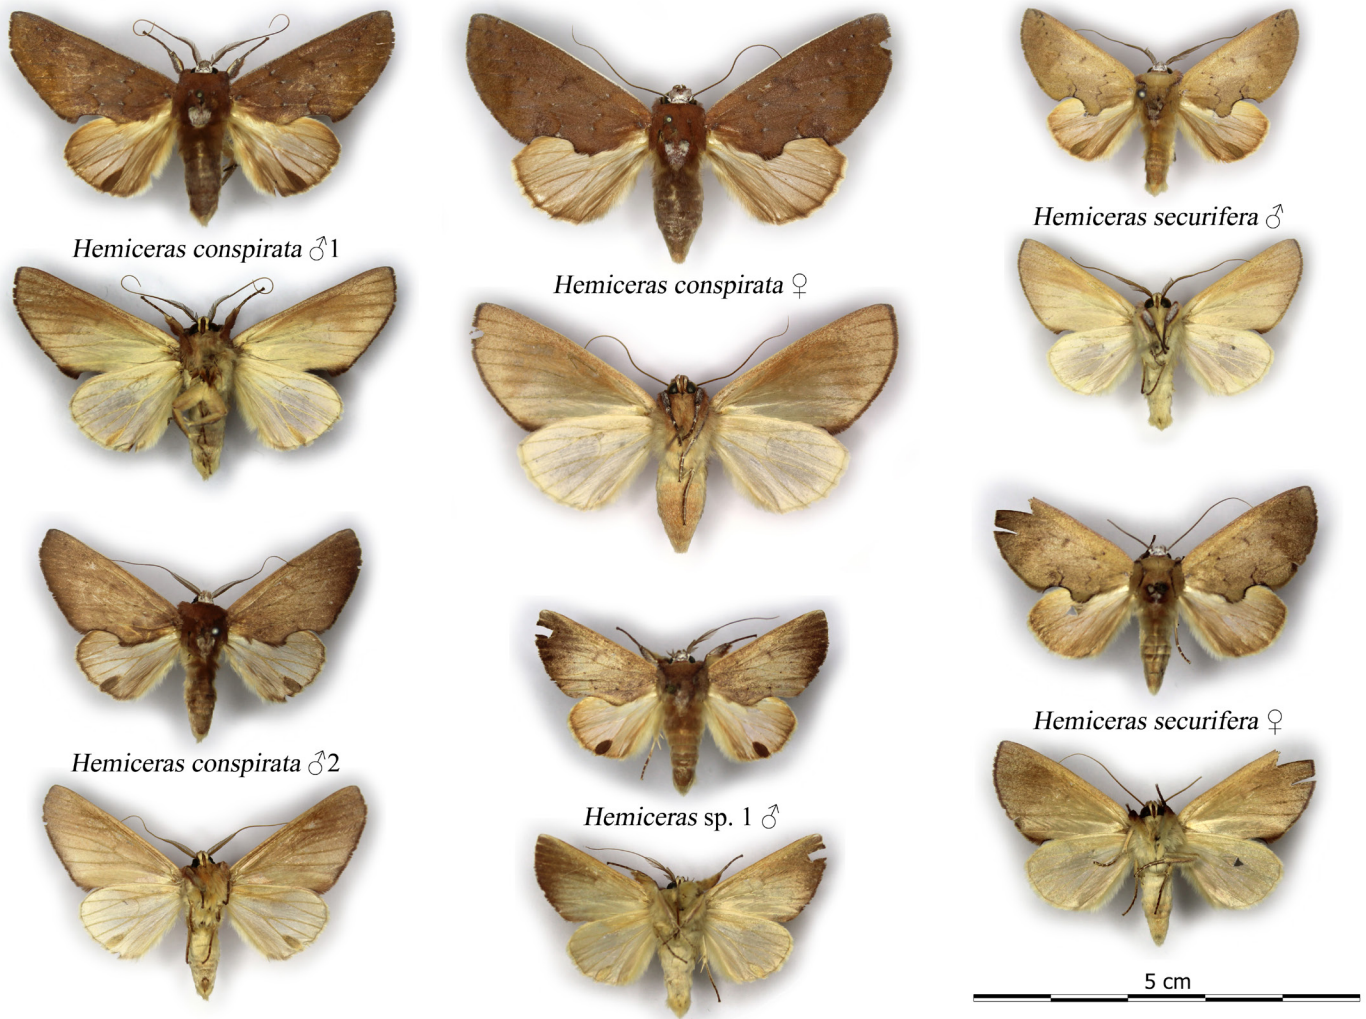 Hemiceras conspirata ♂1
Hemiceras conspirata ♀
Hemiceras securifera ♂
Hemiceras conspirata ♂2
Hemiceras sp. 1 ♂
Hemiceras securifera ♀
5 cm